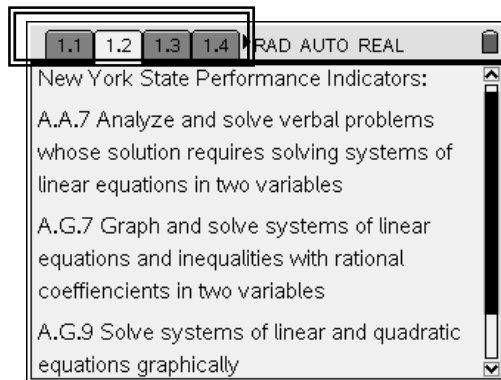 1.1 1.2 1.3 1.4 RAD AUTO REAL
New York State Performance Indicators:
A.A.7 Analyze and solve verbal problems
whose solution requires solving systems of
linear equations in two variables
A.G.7 Graph and solve systems of linear
equations and inequalities with rational
coeffiencients in two variables
A.G.9 Solve systems of linear and quadratic
equations graphically